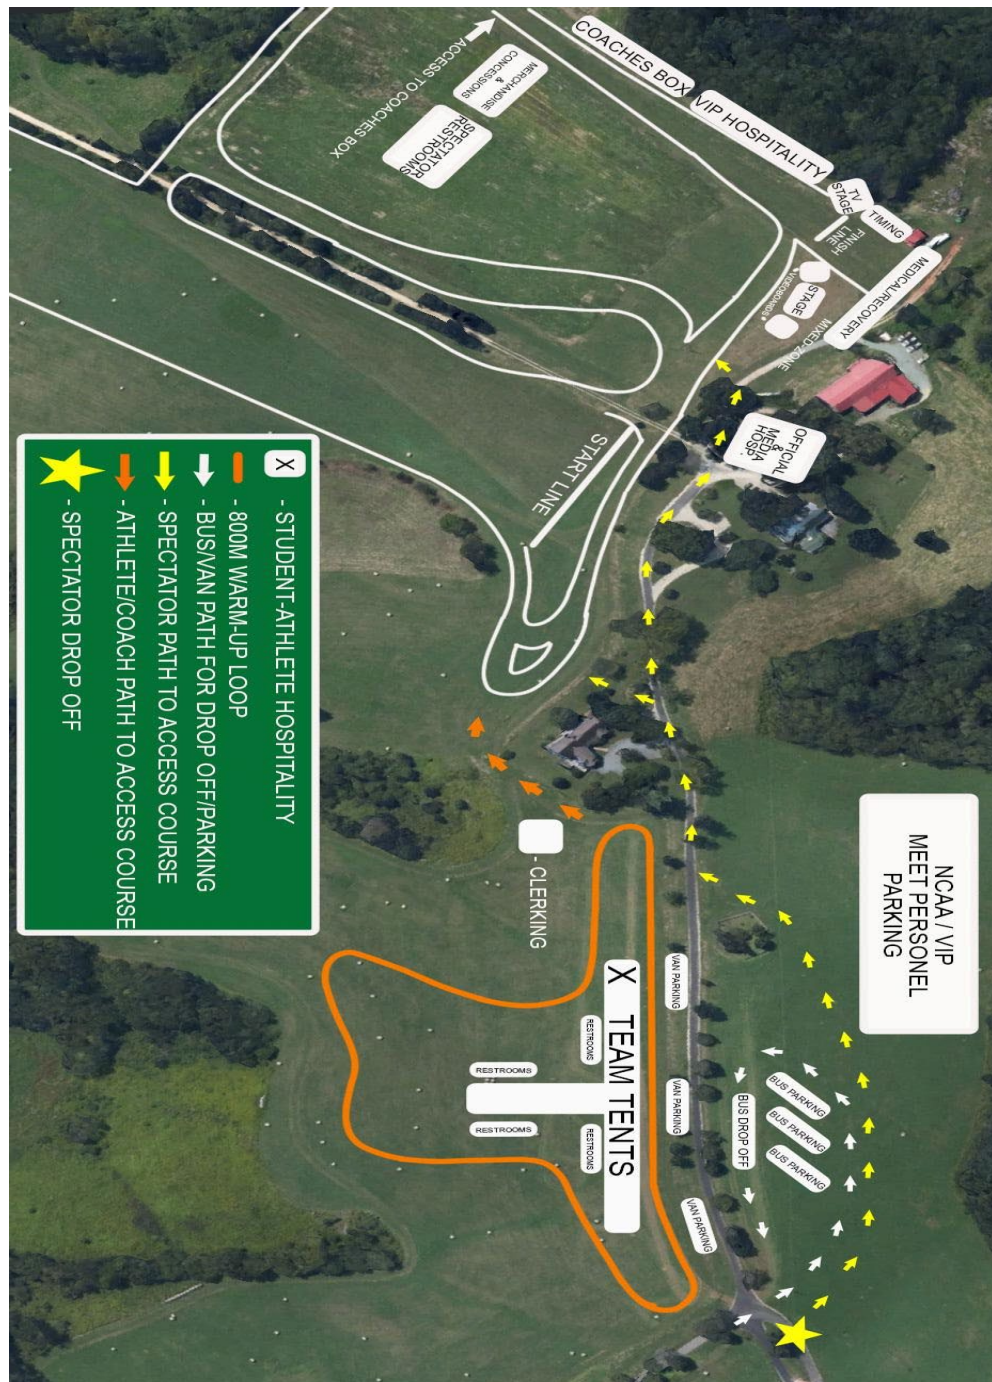 COACHES BOX
VIP HOSPITALITY
TV
STAGE
TIMING
FINISH
LINE
MEDICAL/RECOVERY
ACCESS TO COACHES BOX
MERCHANDISE
&
CONCESSIONS
SPECTATOR
RESTROOMS
VIDEOBOARDS
STAGE
MIXED-ZONE
OFFICIAL
&
MEDIA
HOSP.
START LINE
NCAA / VIP
MEET PERSONEL
PARKING
- CLERKING
X TEAM TENTS
RESTROOMS
RESTROOMS
RESTROOMS
RESTROOMS
VAN PARKING
VAN PARKING
VAN PARKING
BUS DROP OFF
BUS PARKING
BUS PARKING
BUS PARKING
X - STUDENT-ATHLETE HOSPITALITY
- 800M WARM-UP LOOP
- BUS/VAN PATH FOR DROP OFF/PARKING
- SPECTATOR PATH TO ACCESS COURSE
- ATHLETE/COACH PATH TO ACCESS COURSE
- SPECTATOR DROP OFF